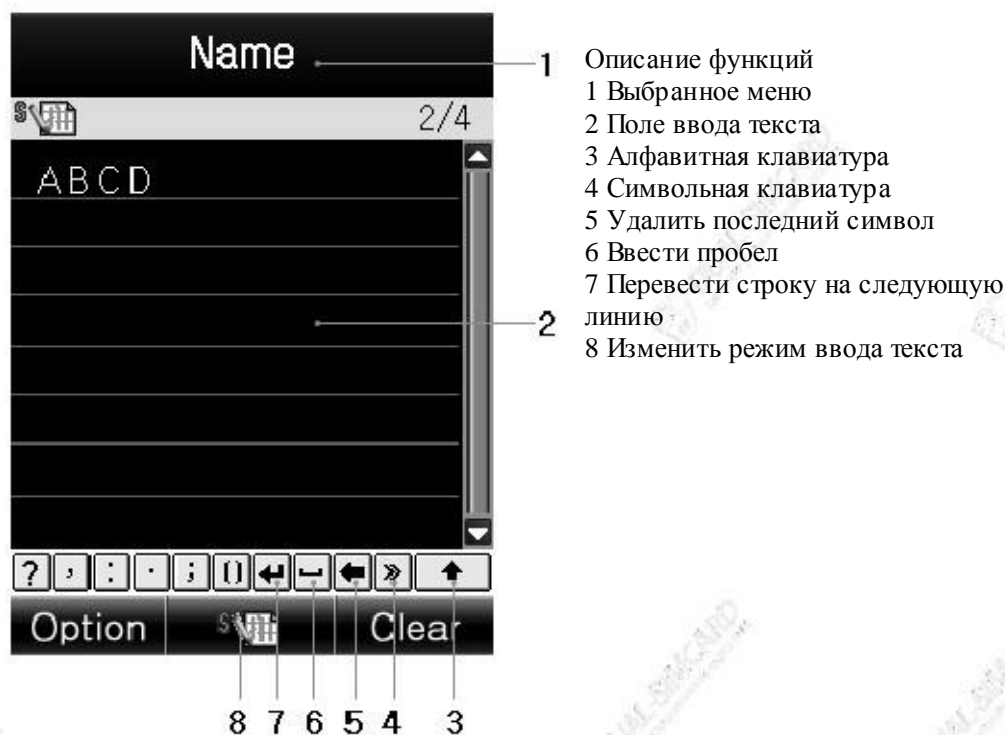 Name
1
2/4
ABCD
2
? , : . ; ()
Option
Clear
8 7 6 5 4 3
Описание функций
1 Выбранное меню
2 Поле ввода текста
3 Алфавитная клавиатура
4 Символьная клавиатура
5 Удалить последний символ
6 Ввести пробел
7 Перевести строку на следующую
линию
8 Изменить режим ввода текста